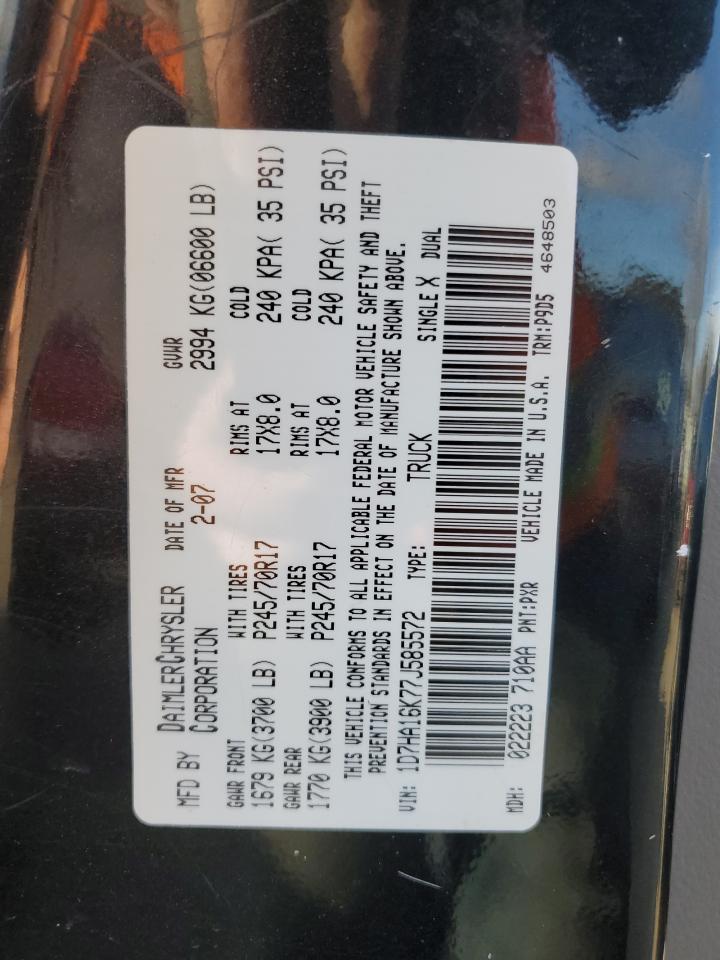 MFD BY DAIMLERCHRYSLER CORPORATION DATE OF MFR 2-07 GVWR 2994 KG(06600 LB)
GAWR FRONT WITH TIRES RIMS AT COLD
1679 KG(3700 LB) P245/70R17 17X8.0 240 KPA( 35 PSI)
GAWR REAR WITH TIRES RIMS AT COLD
1770 KG(3900 LB) P245/70R17 17X8.0 240 KPA( 35 PSI)
THIS VEHICLE CONFORMS TO ALL APPLICABLE FEDERAL MOTOR VEHICLE SAFETY AND THEFT
PREVENTION STANDARDS IN EFFECT ON THE DATE OF MANUFACTURE SHOWN ABOVE.
VIN: 1D7HA16K77J585572 TYPE: TRUCK SINGLE X DUAL
MDH: 022223 710AA PNT:PXR VEHICLE MADE IN U.S.A. TRM:P9D5 4648503